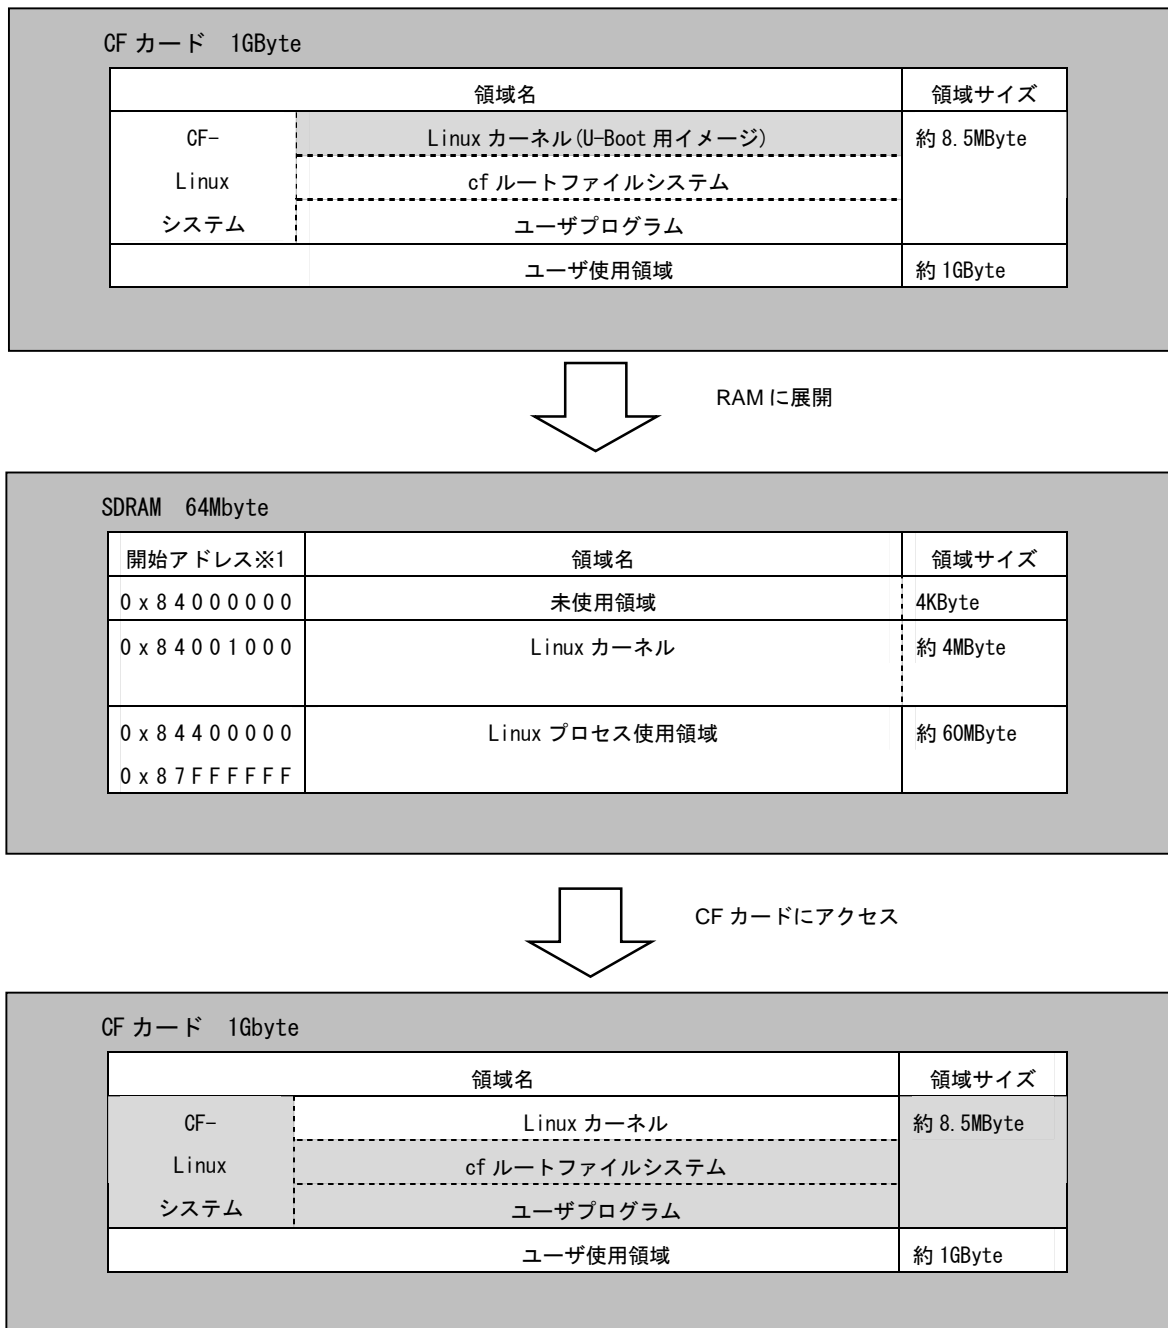 CF カード　1GByte
領域名　領域サイズ
CF-　Linux カーネル(U-Boot 用イメージ)　約 8.5MByte
Linux　cf ルートファイルシステム
システム　ユーザプログラム
ユーザ使用領域　約 1GByte
RAM に展開
SDRAM　64Mbyte
開始アドレス※1　領域名　領域サイズ
0x84000000　未使用領域　4KByte
0x84001000　Linux カーネル　約 4MByte
0x84400000　Linux プロセス使用領域　約 60MByte
0x87FFFFFF
CF カードにアクセス
CF カード　1Gbyte
領域名　領域サイズ
CF-　Linux カーネル　約 8.5MByte
Linux　cf ルートファイルシステム
システム　ユーザプログラム
ユーザ使用領域　約 1GByte